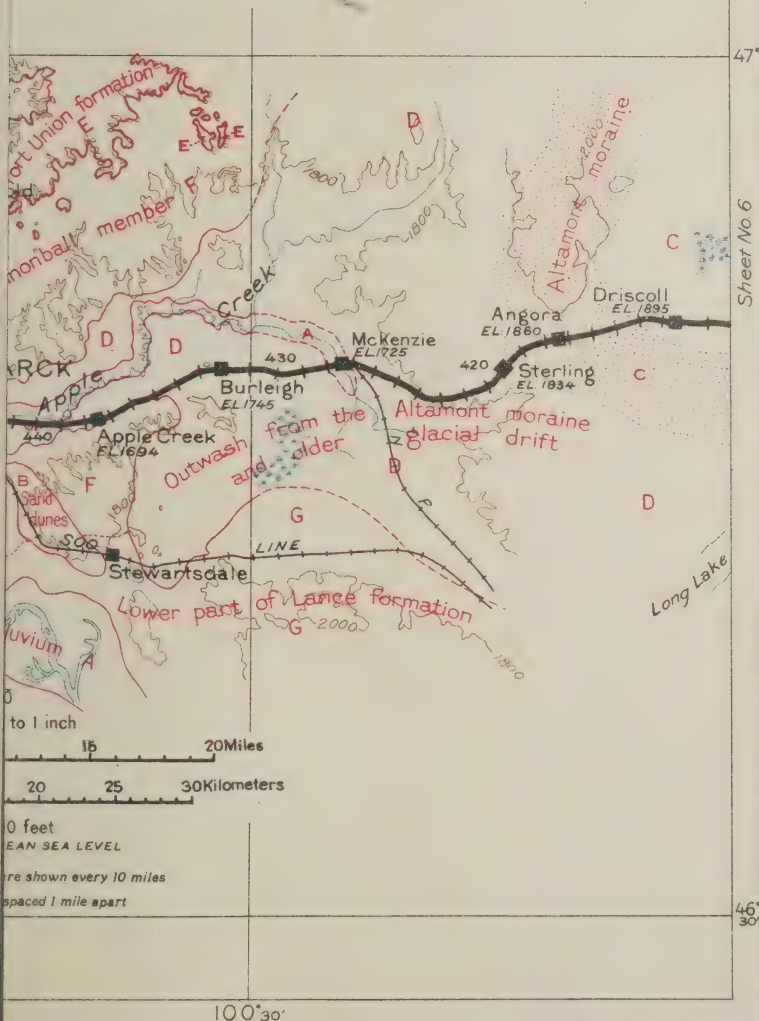 47°
ort Union formation
E
E
E
D
nonball member
F
1800
1800
2000
Altamont moraine
C
Sheet No.6
Creek
A
D
D
McKenzie
EL.1725
Angora
EL.1860
Driscoll
EL.1895
RCK
Apple
430
Burleigh
EL.1745
420
Sterling
EL.1834
C
440
Apple Creek
EL.1694
Outwash from the Altamont moraine
and older glacial drift
N
P
D
D
B
Sand
dunes
F
1800
G
SOO LINE
Stewartsdale
Long Lake
Lower part of Lance formation
G
2000
1800
luvium
A
to 1 inch
15 20Miles
20 25 30Kilometers
0 feet
EAN SEA LEVEL
re shown every 10 miles
spaced 1 mile apart
46°
30'
100°30'